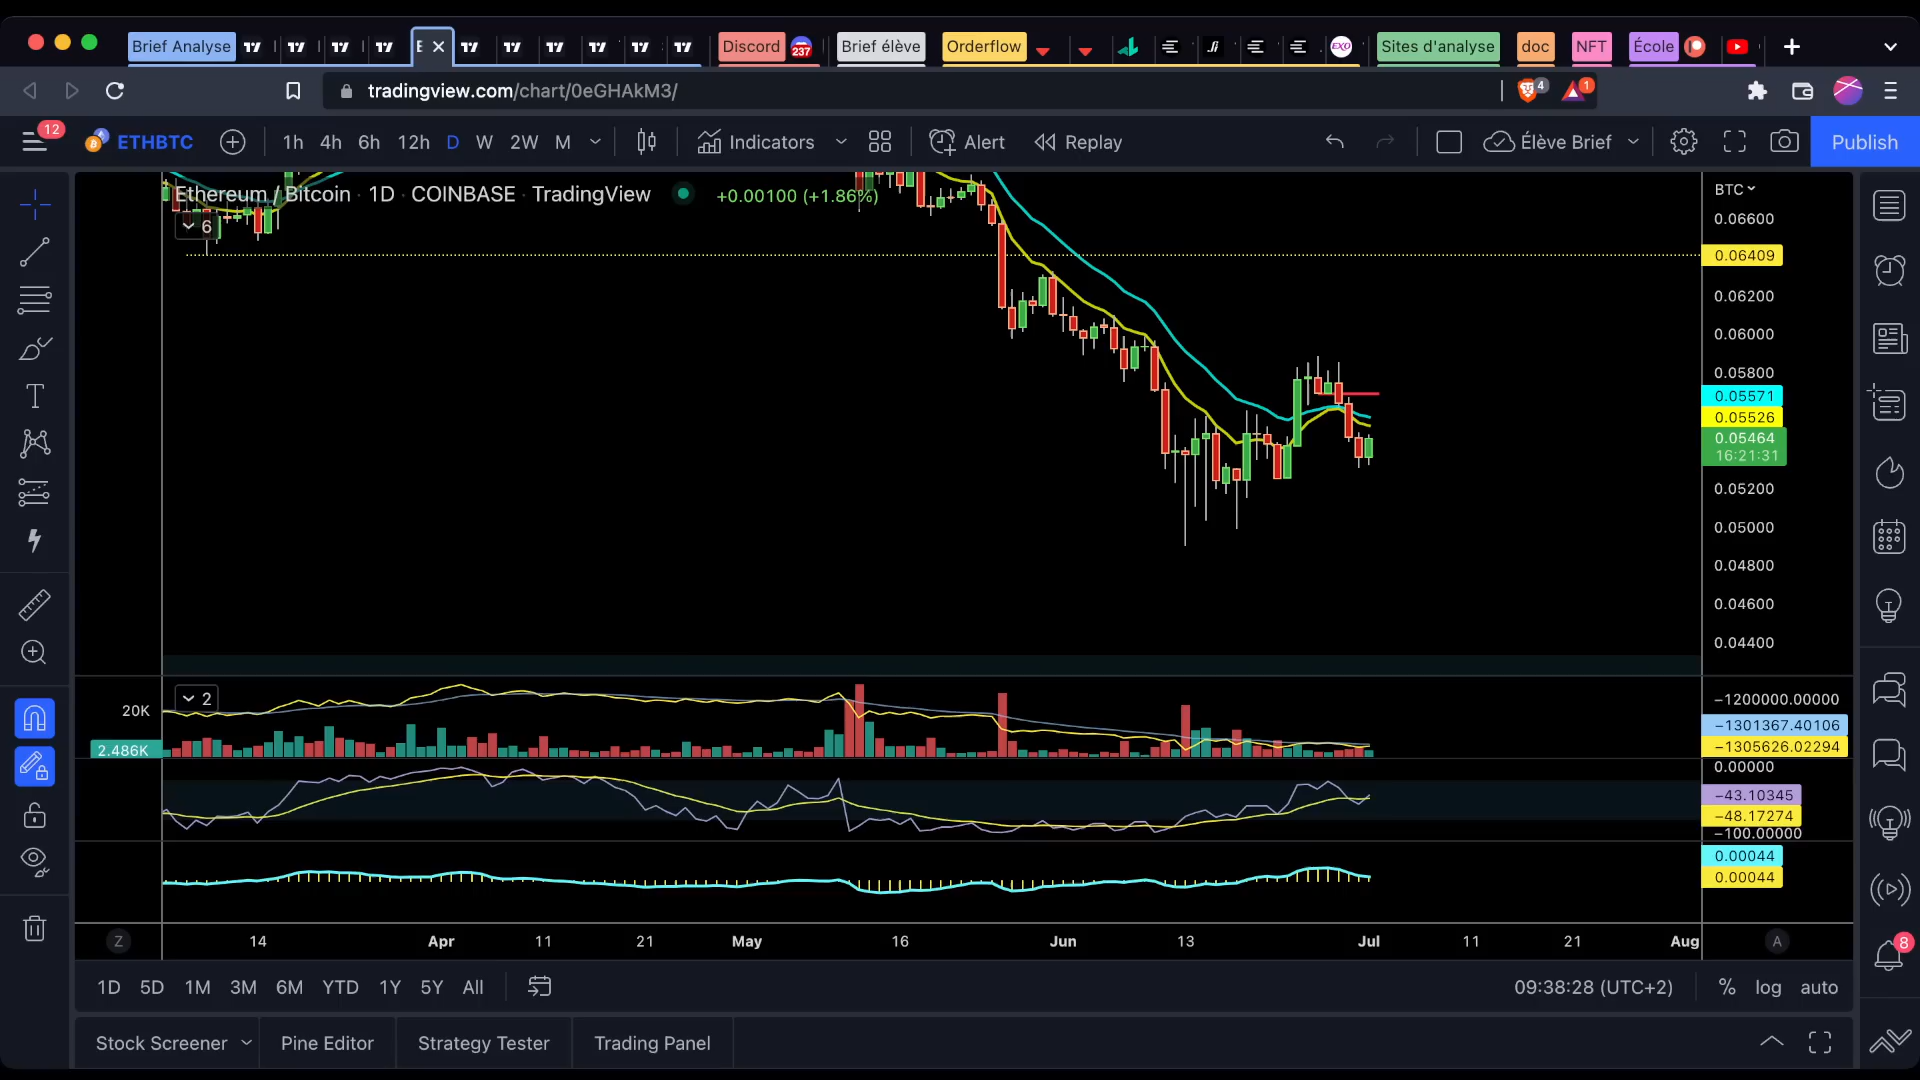 Brief Analyse
E
Discord
237
Brief élève
Orderflow
EXO
Sites d'analyse
doc
NFT
École
tradingview.com/chart/0eGHAkM3/
4
1
12
ETHBTC
1h 4h 6h 12h D W 2W M
Indicators
Alert
Replay
Élève Brief
Publish
Ethereum / Bitcoin · 1D · COINBASE · TradingView
+0.00100 (+1.86%)
6
BTC
0.06600
0.06409
0.06200
0.06000
0.05800
0.05571
0.05526
0.05464
16:21:31
0.05200
0.05000
0.04800
0.04600
0.04400
2
20K
2.486K
−1200000.00000
−1301367.40106
−1305626.02294
0.00000
−43.10345
−48.17274
−100.00000
0.00044
0.00044
Z
14 Apr 11 21 May 16 Jun 13 Jul 11 21 Aug
A
8
1D 5D 1M 3M 6M YTD 1Y 5Y All
09:38:28 (UTC+2)
% log auto
Stock Screener
Pine Editor
Strategy Tester
Trading Panel